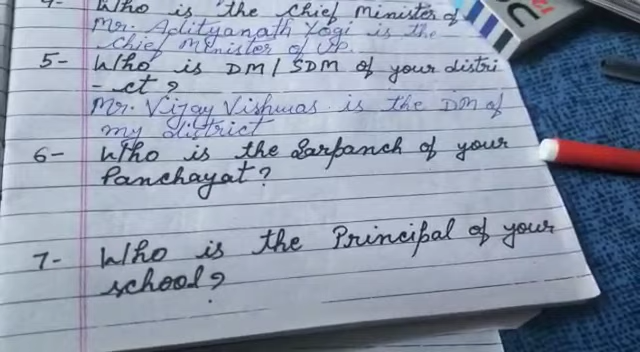 4- Who is the Chief Minister of
Mr. Adityanath Yogi is the
Chief Minister of Up.
5- Who is DM/SDM of your distri
-ct?
Mr. Vijay Vishwas is the DM of
my district
6- Who is the Sarpanch of your
Panchayat?
7- Who is the Principal of your
school?